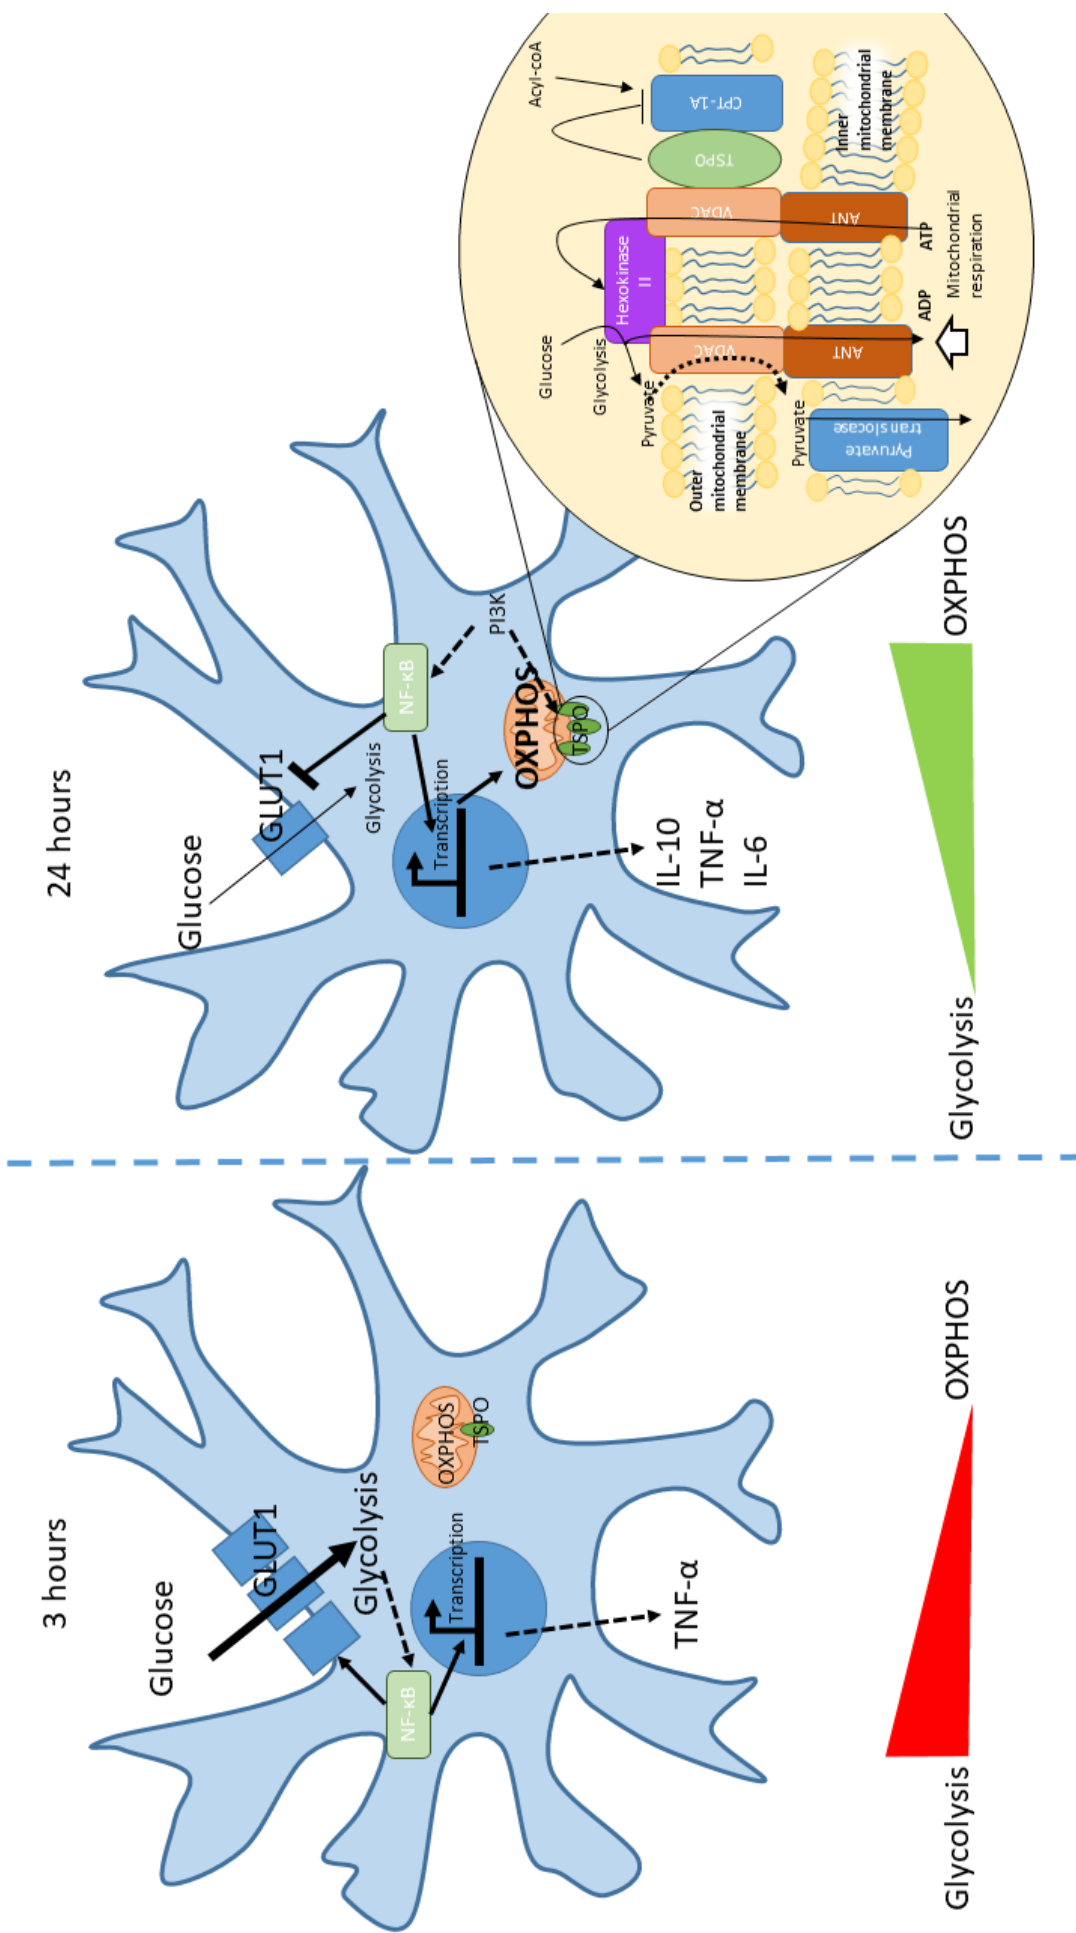 3 hours
Glucose
GLUT1
Glycolysis
NF-κB
Transcription
OXPHOS
TSPO
TNF-α
Glycolysis
OXPHOS
24 hours
Glucose
GLUT1
Glycolysis
NF-κB
PI3K
Transcription
OXPHOS
TSPO
IL-10
TNF-α
IL-6
Glycolysis
OXPHOS
Acyl-coA
Glucose
Glycolysis
Pyruvate
Hexokinase
II
VDAC
VDAC
TSPO
CPT-1A
Outer
mitochondrial
membrane
Pyruvate
Pyruvate
translocase
ANT
ANT
Inner
mitochondrial
membrane
ADP
ATP
Mitochondrial
respiration